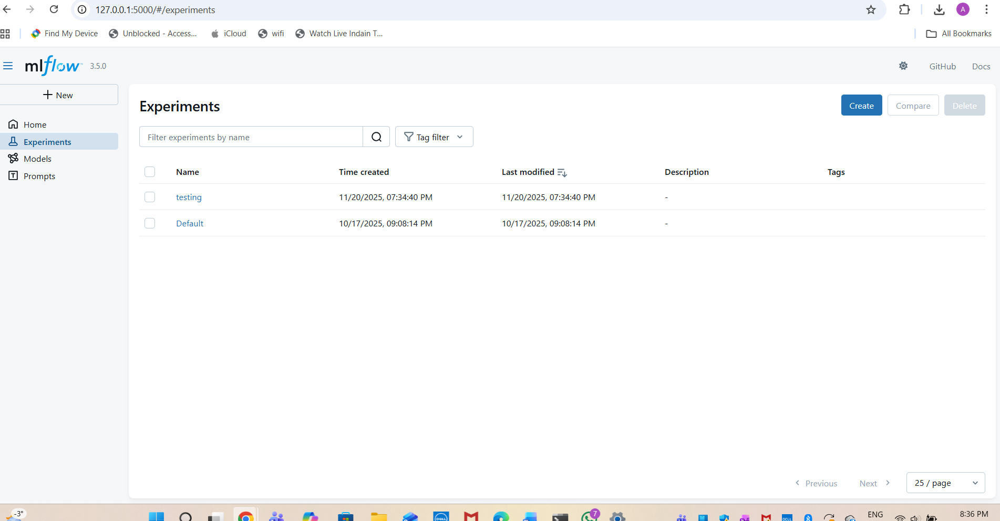 127.0.0.1:5000/#/experiments
A
Find My Device
Unblocked - Access...
iCloud
wifi
Watch Live Indain T...
All Bookmarks
mlflow™ 3.5.0
GitHub
Docs
New
Home
Experiments
Models
Prompts
Experiments
Create
Compare
Delete
Filter experiments by name
Tag filter
Name Time created Last modified Description Tags
testing 11/20/2025, 07:34:40 PM 11/20/2025, 07:34:40 PM -
Default 10/17/2025, 09:08:14 PM 10/17/2025, 09:08:14 PM -
Previous
Next
25 / page
-3°
DELL
7
DELL
ENG
8:36 PM